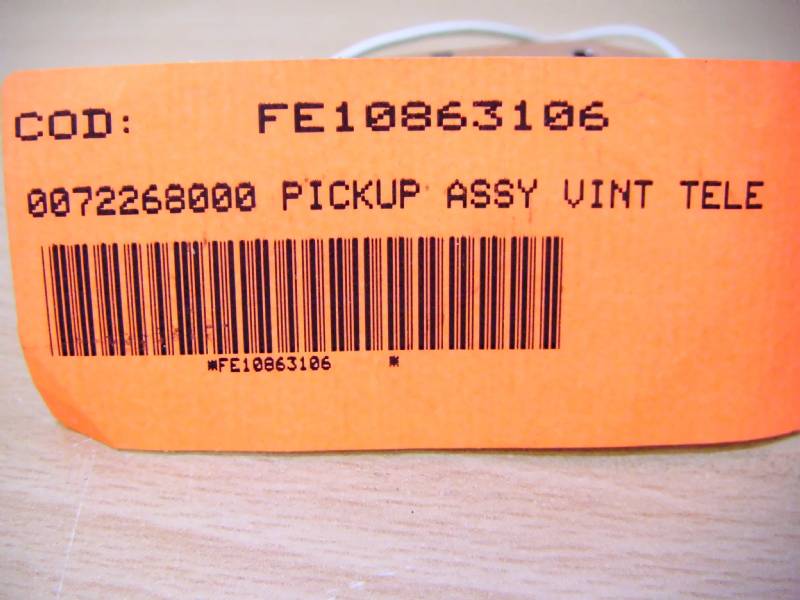 COD: FE10863106
0072268000 PICKUP ASSY VINT TELE
*FE10863106 *